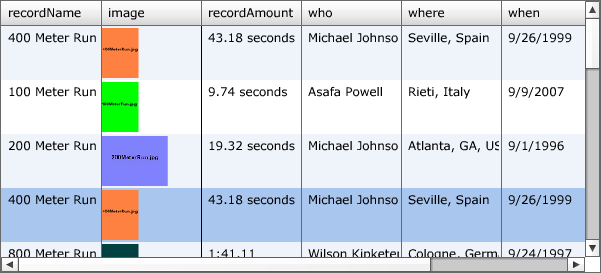 recordName image recordAmount who where when
400 Meter Run 400MeterRun.jpg 43.18 seconds Michael Johnso Seville, Spain 9/26/1999
100 Meter Run 100MeterRun.jpg 9.74 seconds Asafa Powell Rieti, Italy 9/9/2007
200 Meter Run 200MeterRun.jpg 19.32 seconds Michael Johnso Atlanta, GA, US 9/1/1996
400 Meter Run 400MeterRun.jpg 43.18 seconds Michael Johnso Seville, Spain 9/26/1999
800 Meter Run 1:41.11 Wilson Kipketer Cologne, Germ 9/24/1997